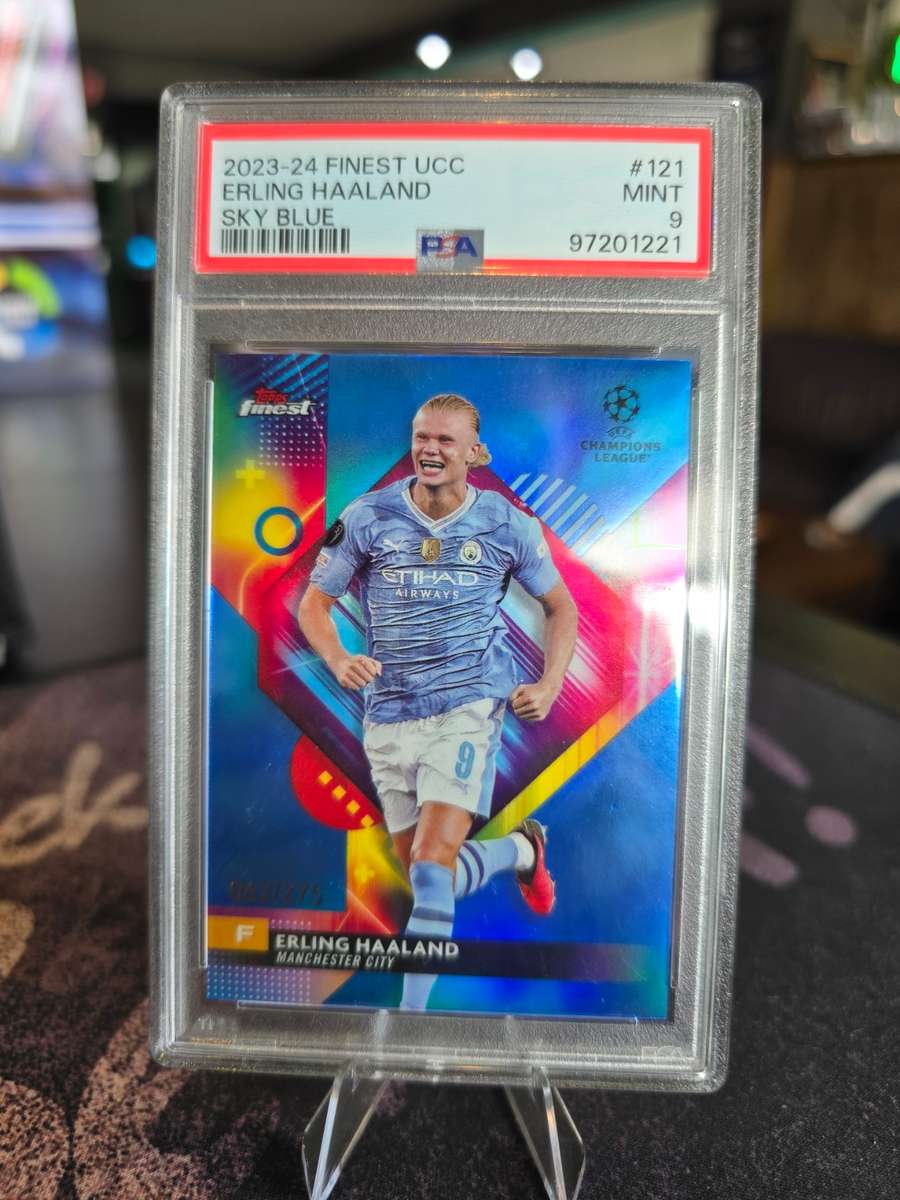 2023-24 FINEST UCC #121
ERLING HAALAND MINT
SKY BLUE 9
PSA 97201221
Topps
finest
UEFA
CHAMPIONS
LEAGUE
ETIHAD
AIRWAYS
9
F
ERLING HAALAND
MANCHESTER CITY